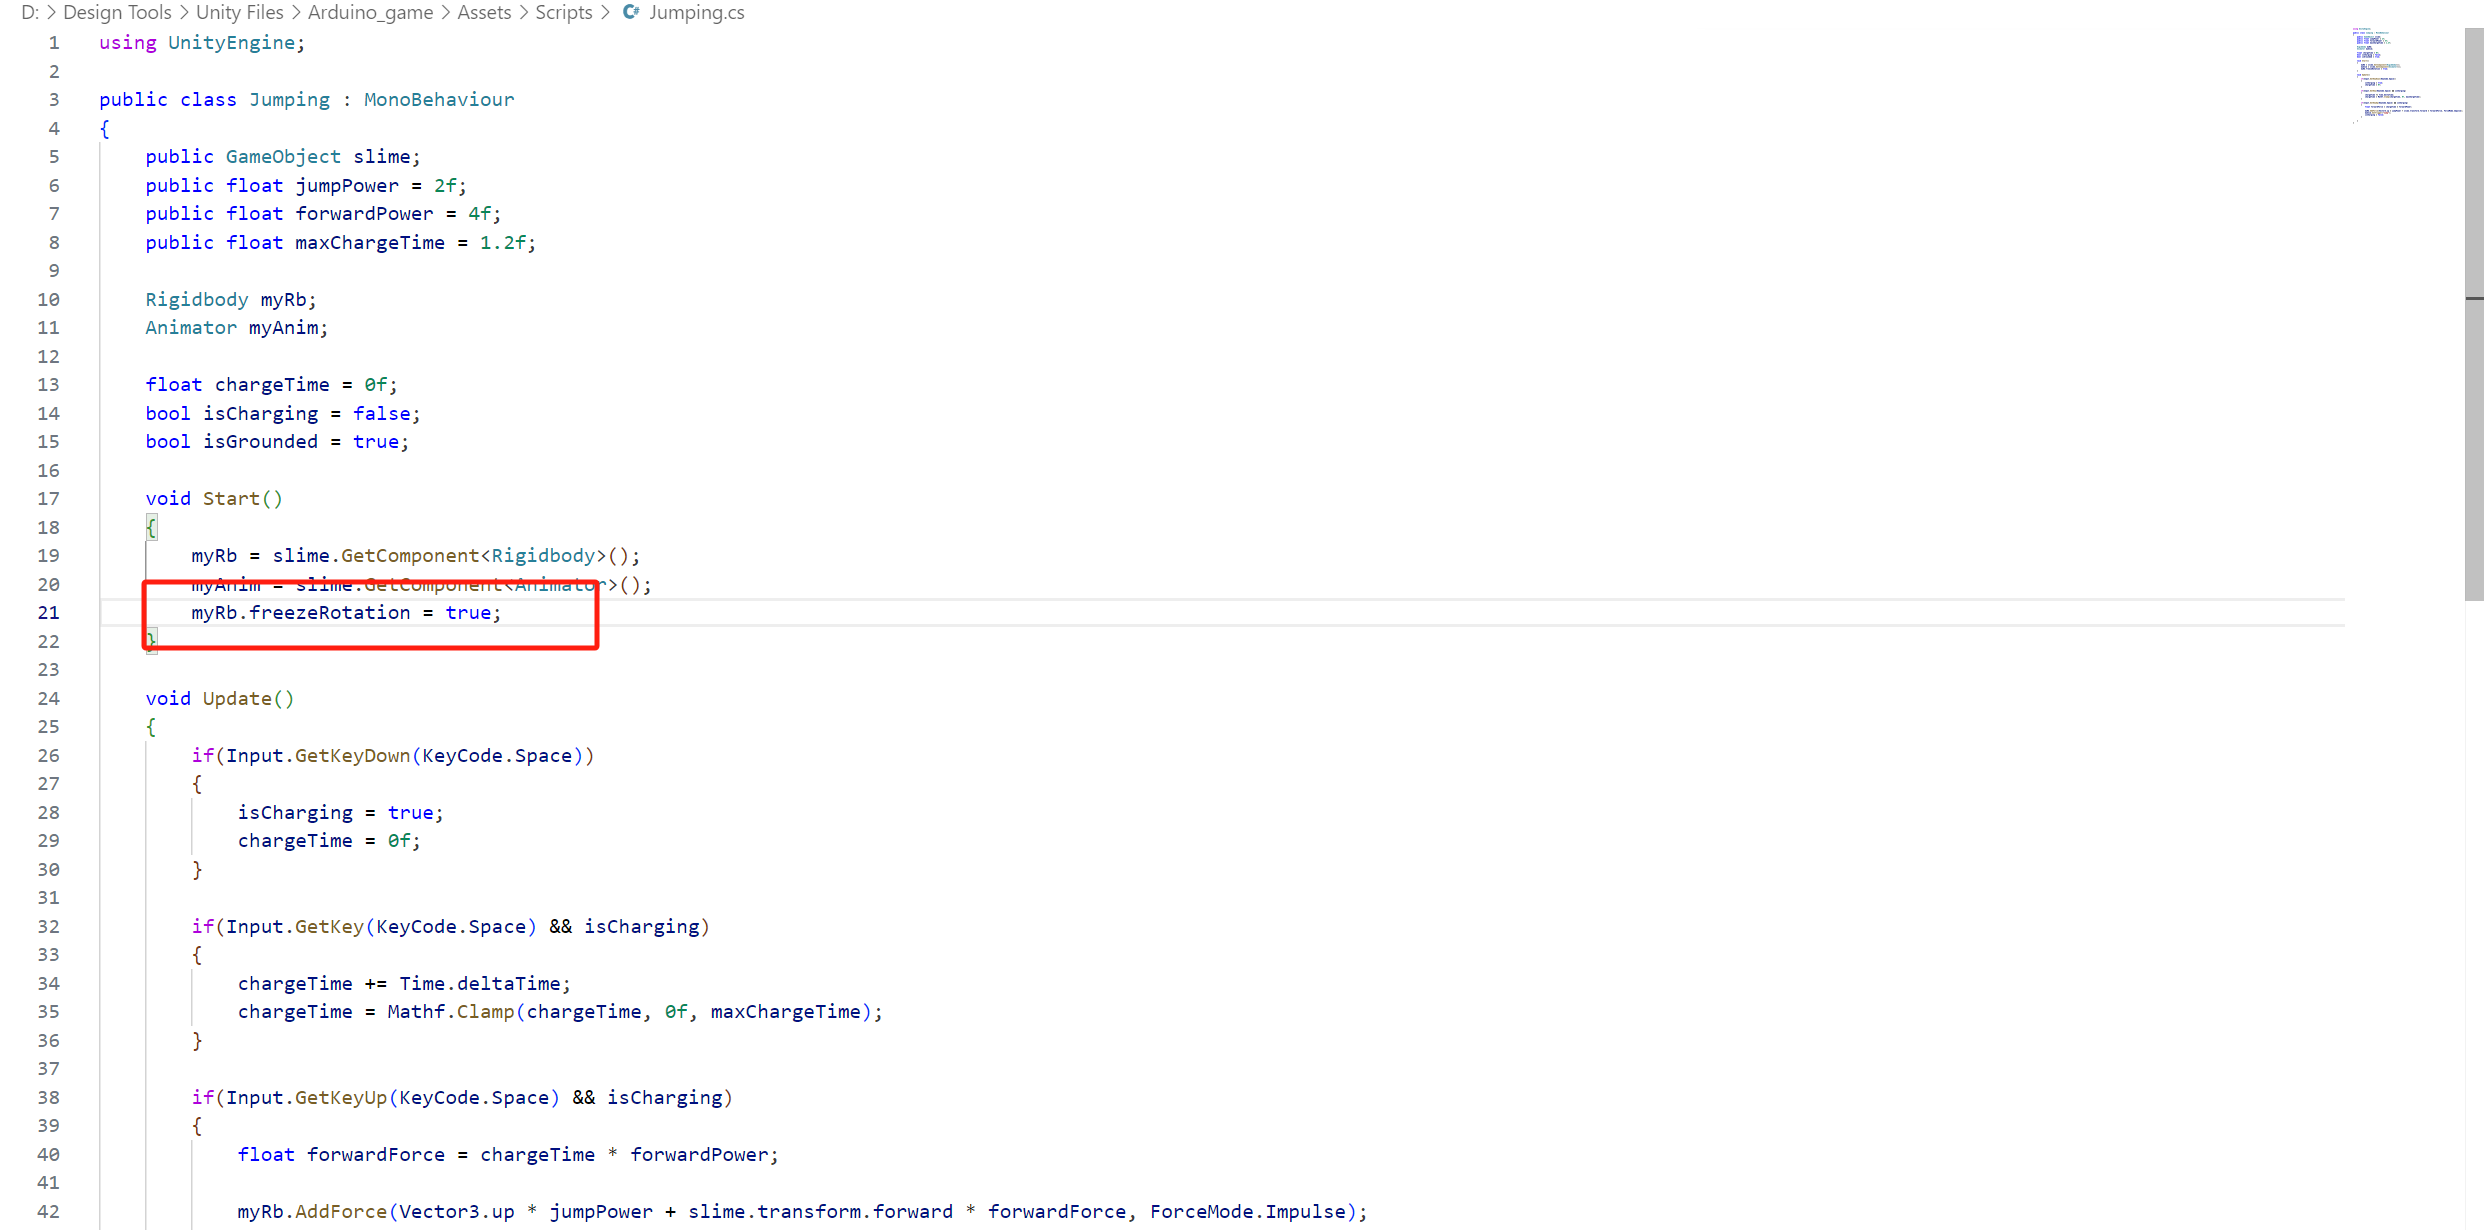 D: > Design Tools > Unity Files > Arduino_game > Assets > Scripts > C# Jumping.cs
1 using UnityEngine;
2
3 public class Jumping : MonoBehaviour
4 {
5 public GameObject slime;
6 public float jumpPower = 2f;
7 public float forwardPower = 4f;
8 public float maxChargeTime = 1.2f;
9
10 Rigidbody myRb;
11 Animator myAnim;
12
13 float chargeTime = 0f;
14 bool isCharging = false;
15 bool isGrounded = true;
16
17 void Start()
18 {
19 myRb = slime.GetComponent<Rigidbody>();
20 myAnim = slime.GetComponent<Animator>();
21 myRb.freezeRotation = true;
22 }
23
24 void Update()
25 {
26 if(Input.GetKeyDown(KeyCode.Space))
27 {
28 isCharging = true;
29 chargeTime = 0f;
30 }
31
32 if(Input.GetKey(KeyCode.Space) && isCharging)
33 {
34 chargeTime += Time.deltaTime;
35 chargeTime = Mathf.Clamp(chargeTime, 0f, maxChargeTime);
36 }
37
38 if(Input.GetKeyUp(KeyCode.Space) && isCharging)
39 {
40 float forwardForce = chargeTime * forwardPower;
41
42 myRb.AddForce(Vector3.up * jumpPower + slime.transform.forward * forwardForce, ForceMode.Impulse);